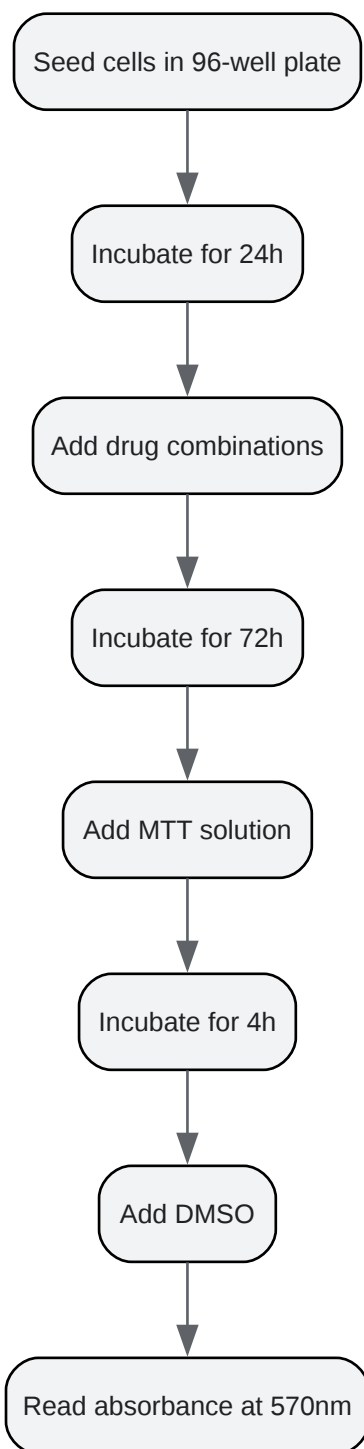 Seed cells in 96-well plate
Incubate for 24h
Add drug combinations
Incubate for 72h
Add MTT solution
Incubate for 4h
Add DMSO
Read absorbance at 570nm